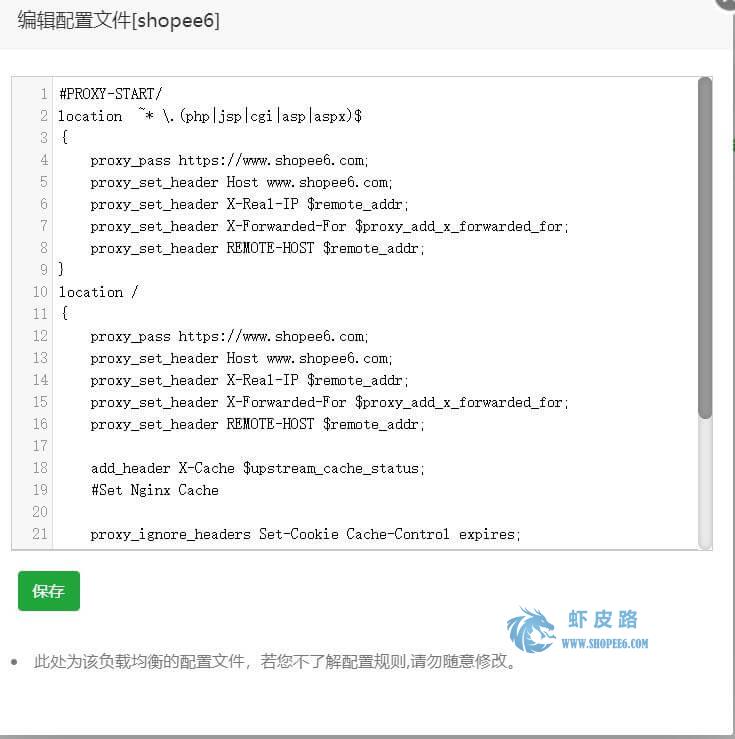 编辑配置文件[shopee6]
1 #PROXY-START/
2 location  ~* \.(php|jsp|cgi|asp|aspx)$
3 {
4     proxy_pass https://www.shopee6.com;
5     proxy_set_header Host www.shopee6.com;
6     proxy_set_header X-Real-IP $remote_addr;
7     proxy_set_header X-Forwarded-For $proxy_add_x_forwarded_for;
8     proxy_set_header REMOTE-HOST $remote_addr;
9 }
10 location /
11 {
12     proxy_pass https://www.shopee6.com;
13     proxy_set_header Host www.shopee6.com;
14     proxy_set_header X-Real-IP $remote_addr;
15     proxy_set_header X-Forwarded-For $proxy_add_x_forwarded_for;
16     proxy_set_header REMOTE-HOST $remote_addr;
17
18     add_header X-Cache $upstream_cache_status;
19     #Set Nginx Cache
20
21     proxy_ignore_headers Set-Cookie Cache-Control expires;
保存
虾皮路
WWW.SHOPEE6.COM
此处为该负载均衡的配置文件，若您不了解配置规则,请勿随意修改。